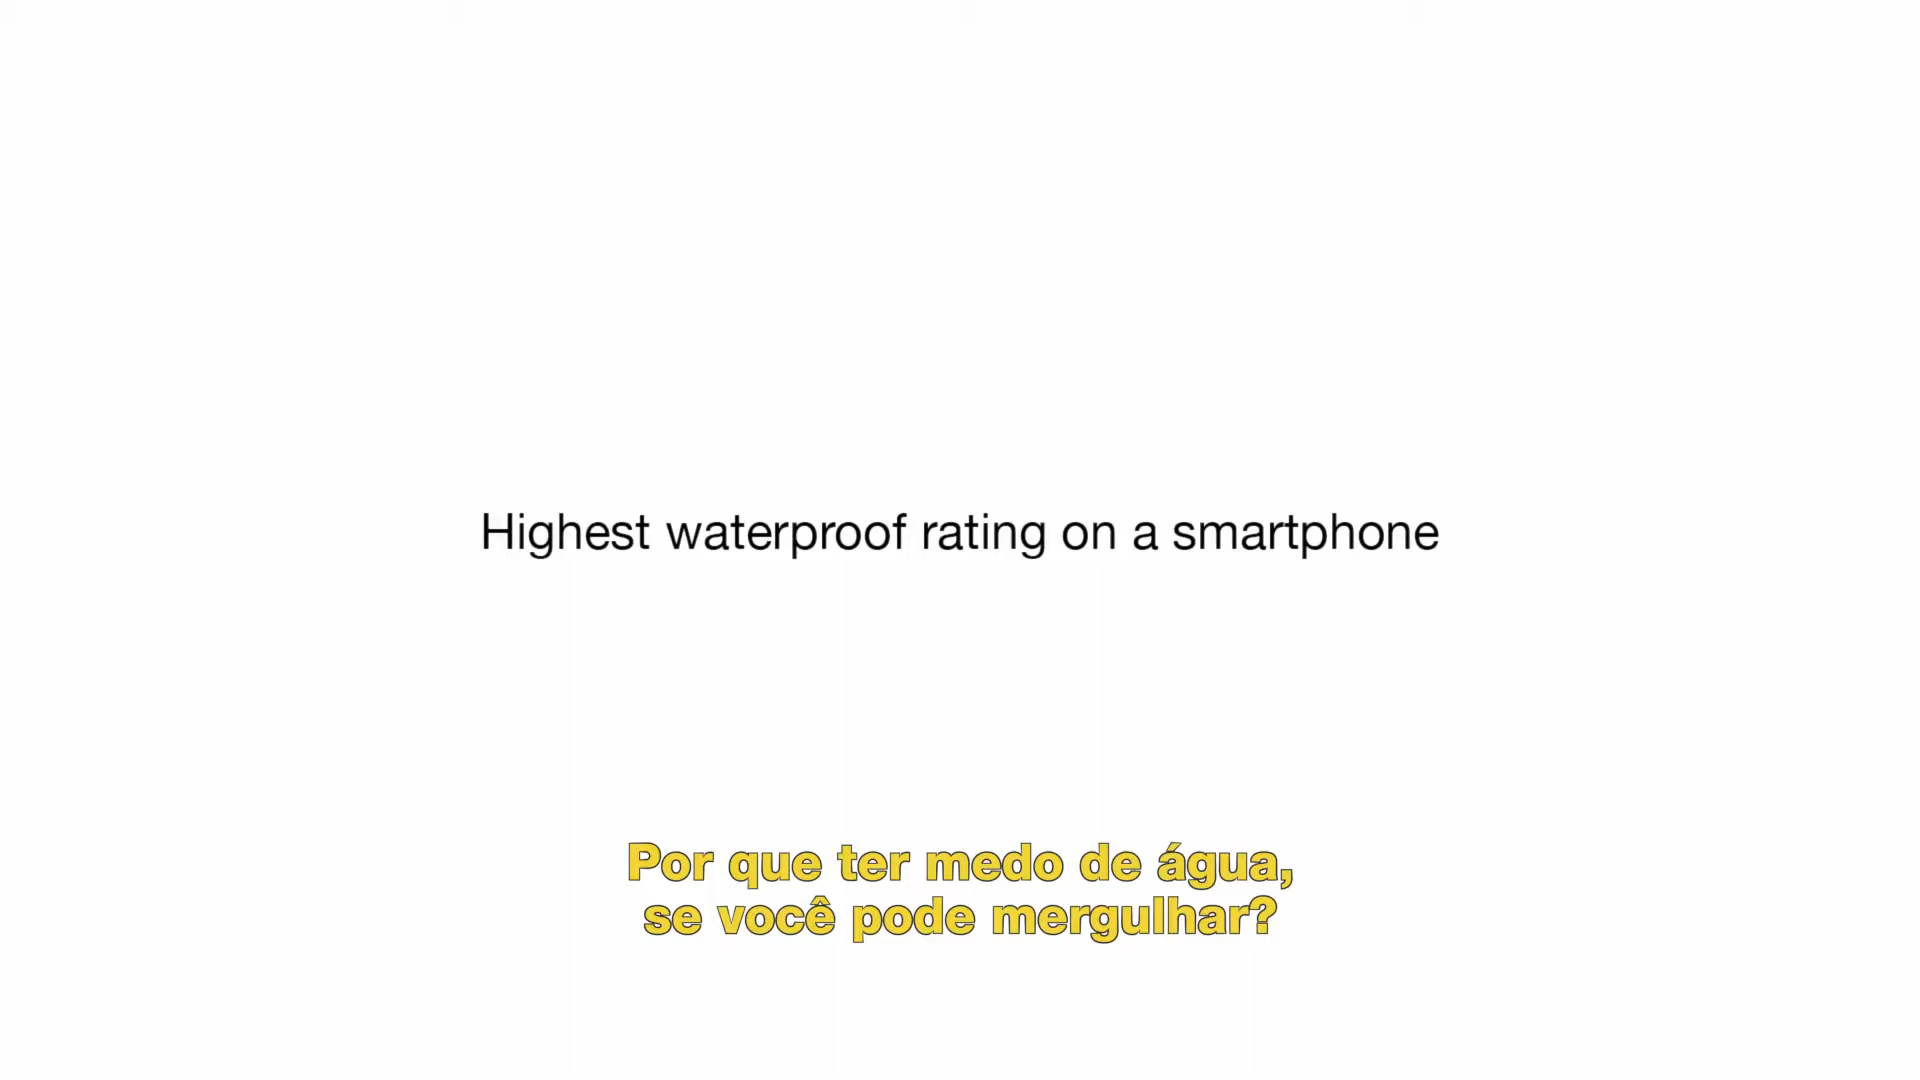 Highest waterproof rating on a smartphone
Por que ter medo de água,
se você pode mergulhar?